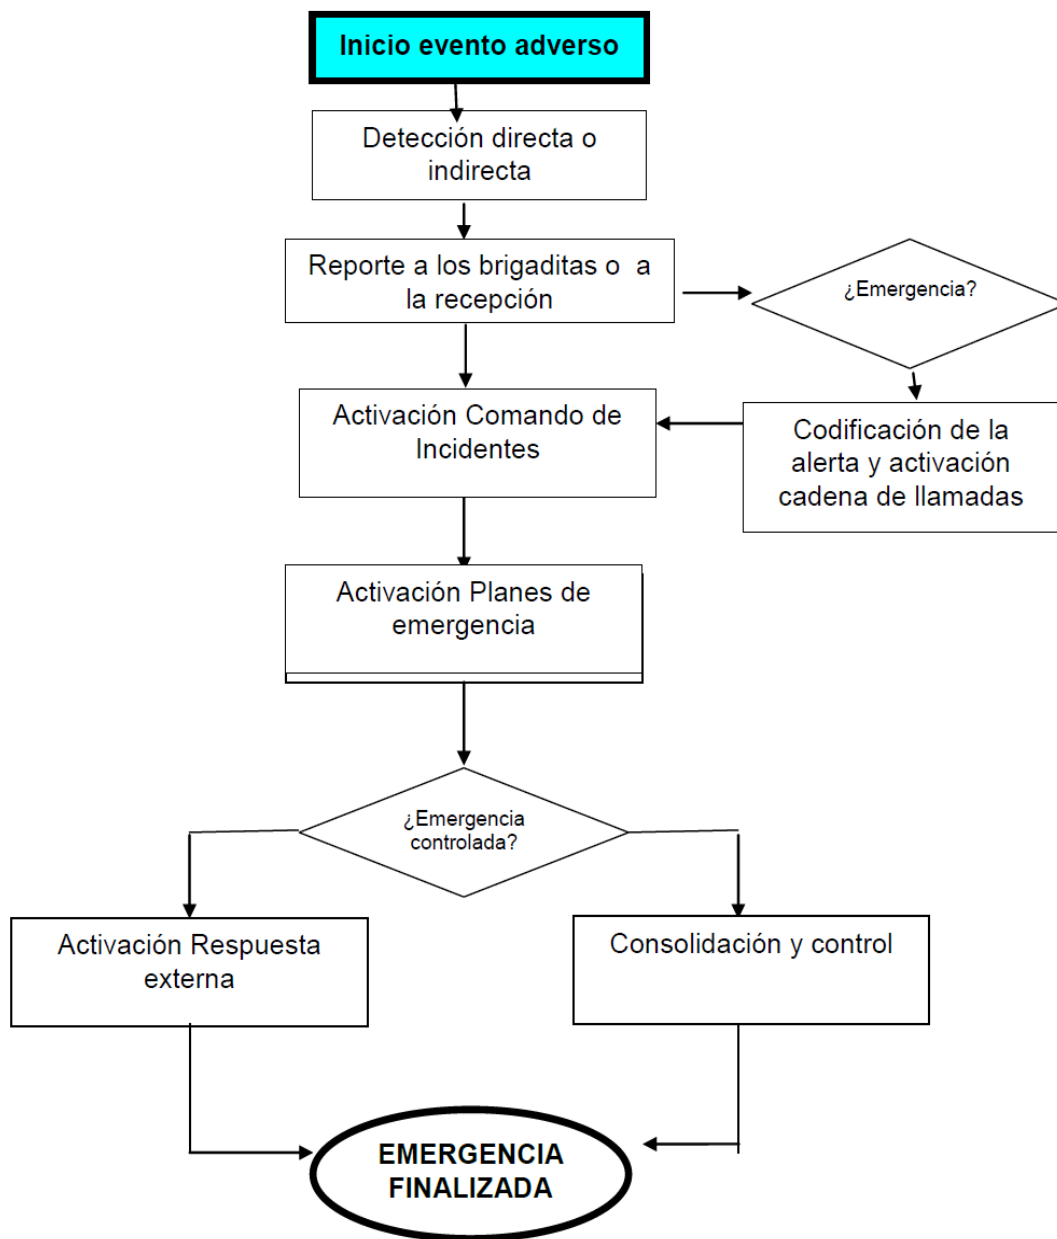 Inicio evento adverso
Detección directa o
indirecta
Reporte a los brigaditas o a
la recepción
¿Emergencia?
Activación Comando de
Incidentes
Codificación de la
alerta y activación
cadena de llamadas
Activación Planes de
emergencia
¿Emergencia
controlada?
Activación Respuesta
externa
Consolidación y control
EMERGENCIA
FINALIZADA